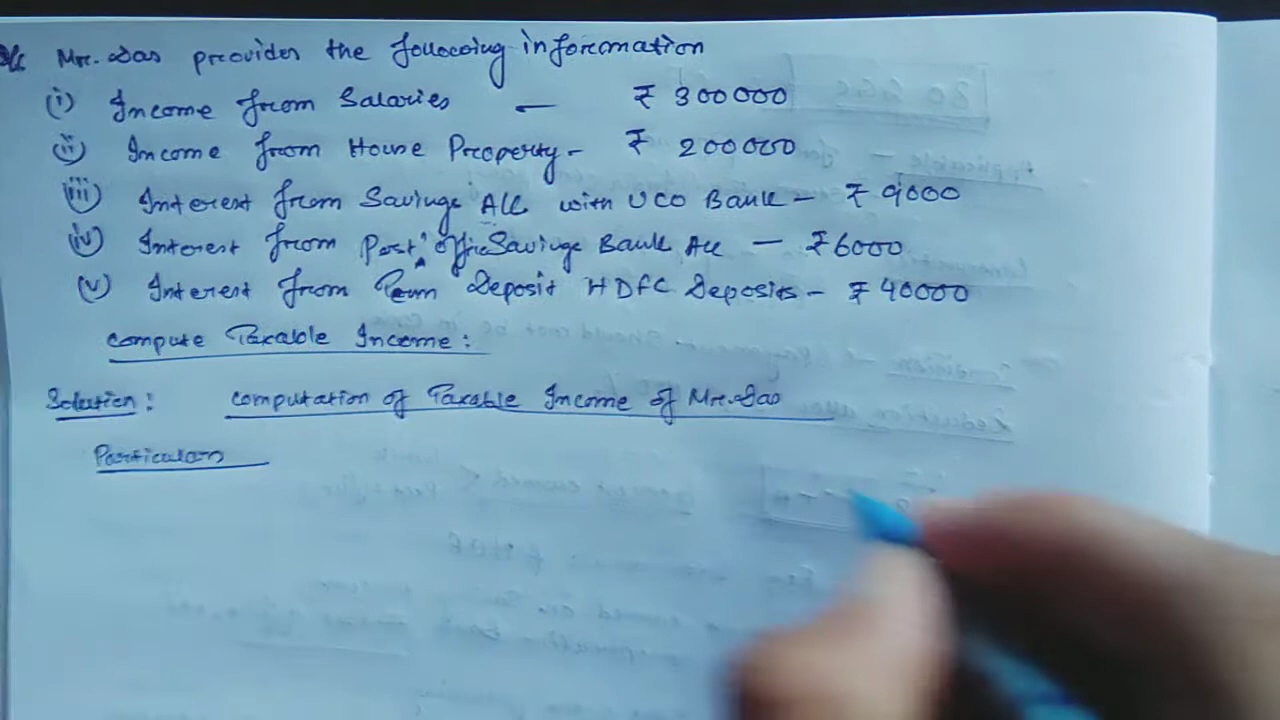 Mr. Das provides the following information
(i) Income from Salaries — ₹ 300000
(ii) Income from House Property - ₹ 200000
(iii) Interest from Savings A/c with UCO Bank - ₹ 9000
(iv) Interest from Post office Savings Bank A/c — ₹6000
(v) Interest from Term Deposit HDFC Deposits - ₹ 40000
Compute Taxable Income:
Solution: Computation of Taxable Income of Mr. Das
Particulars